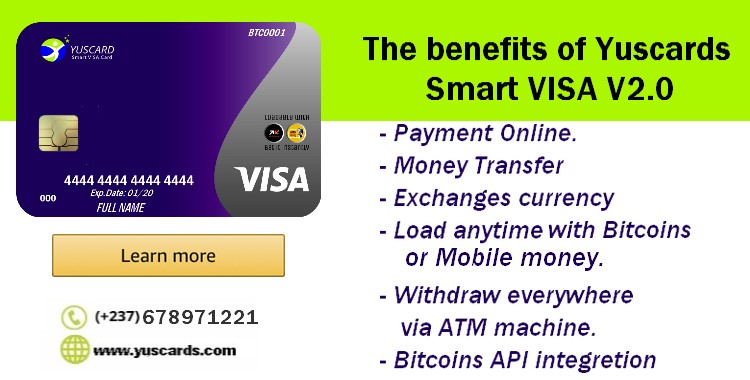 BTC0001
YUSCARD
Smart VISA Card
LOADABLE WITH
4444 4444 4444 4444
VISA
Exp.Date: 01/20
000
FULL NAME
Learn more
(+237) 678971221
www.yuscards.com
The benefits of Yuscards
Smart VISA V2.0
- Payment Online.
- Money Transfer
- Exchanges currency
- Load anytime with Bitcoins
or Mobile money.
- Withdraw everywhere
via ATM machine.
- Bitcoins API integretion